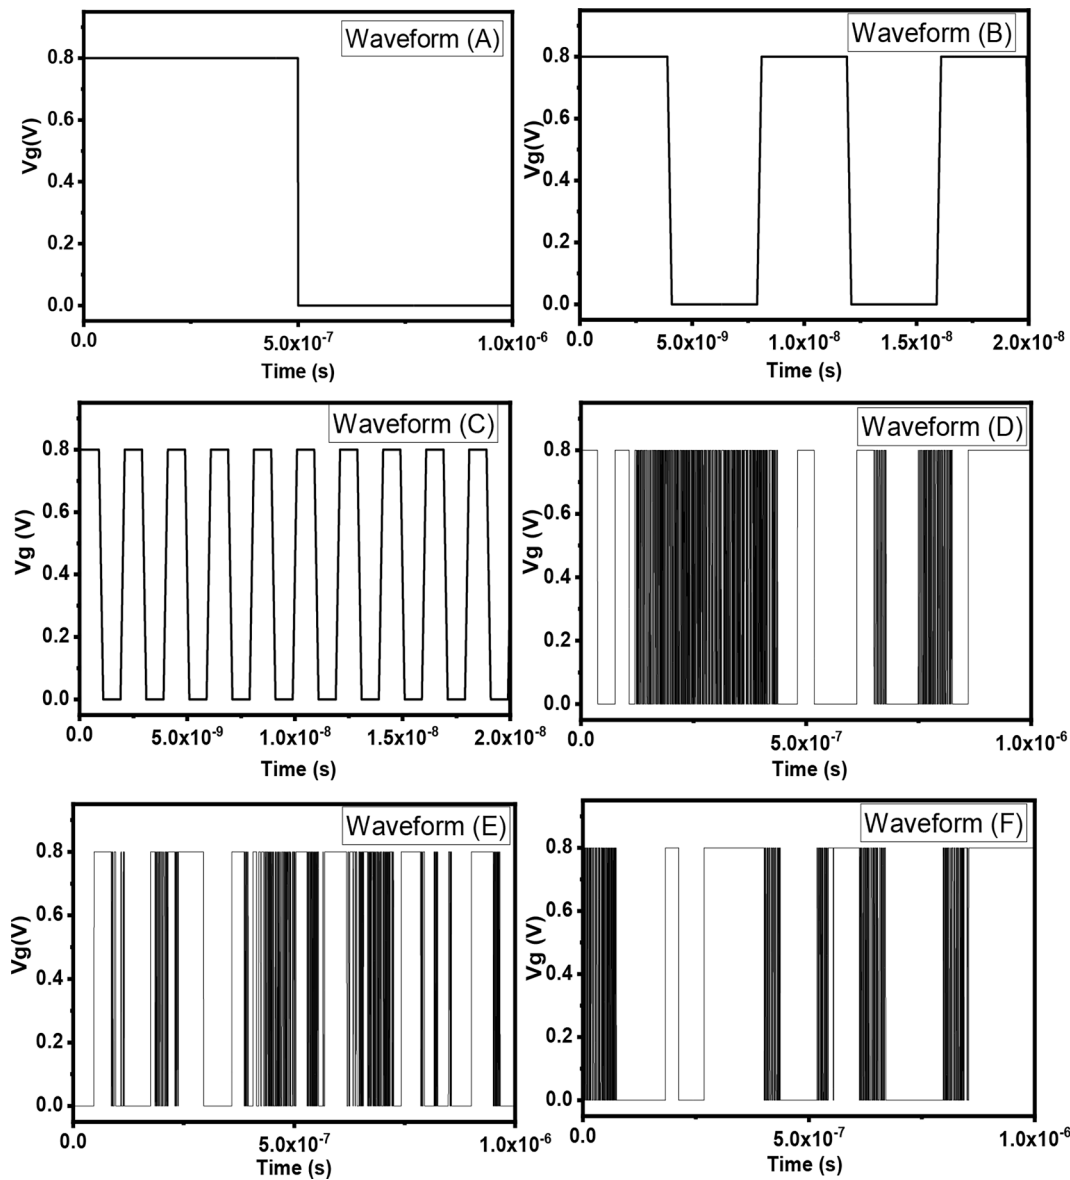 Waveform (A)
Vg(V)
0.8
0.6
0.4
0.2
0.0
0.0 5.0x10⁻⁷ 1.0x10⁻⁶
Time (s)
Waveform (B)
Vg(V)
0.8
0.6
0.4
0.2
0.0
0.0 5.0x10⁻⁹ 1.0x10⁻⁸ 1.5x10⁻⁸ 2.0x10⁻⁸
Time (s)
Waveform (C)
Vg (V)
0.8
0.6
0.4
0.2
0.0
0.0 5.0x10⁻⁹ 1.0x10⁻⁸ 1.5x10⁻⁸ 2.0x10⁻⁸
Time (s)
Waveform (D)
Vg (V)
0.8
0.6
0.4
0.2
0.0
0.0 5.0x10⁻⁷ 1.0x10⁻⁶
Time (s)
Waveform (E)
Vg(V)
0.8
0.6
0.4
0.2
0.0
0.0 5.0x10⁻⁷ 1.0x10⁻⁶
Time (s)
Waveform (F)
Vg (V)
0.8
0.6
0.4
0.2
0.0
0.0 5.0x10⁻⁷ 1.0x10⁻⁶
Time (s)